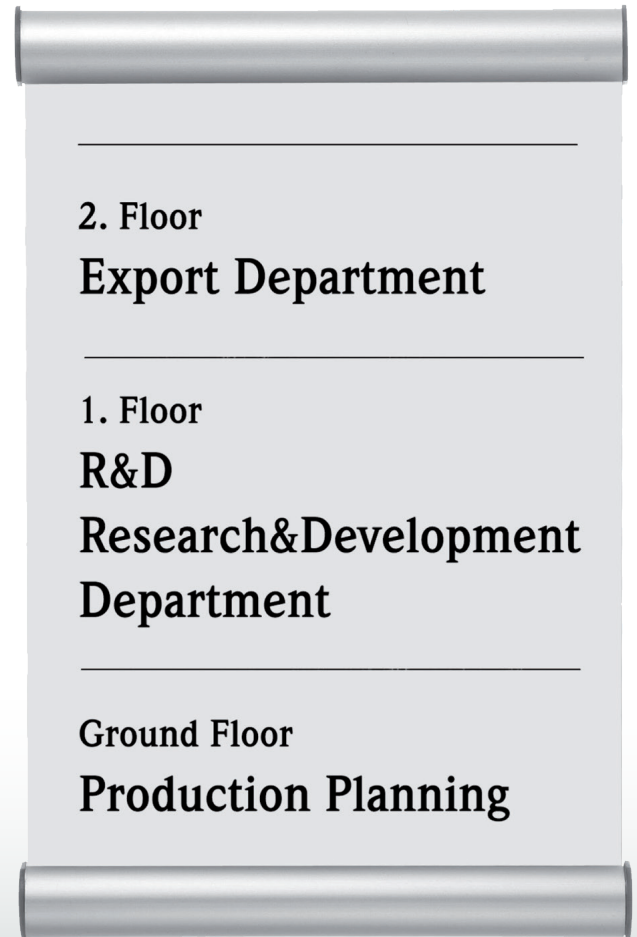 2. Floor
Export Department
1. Floor
R&D
Research&Development
Department
Ground Floor
Production Planning